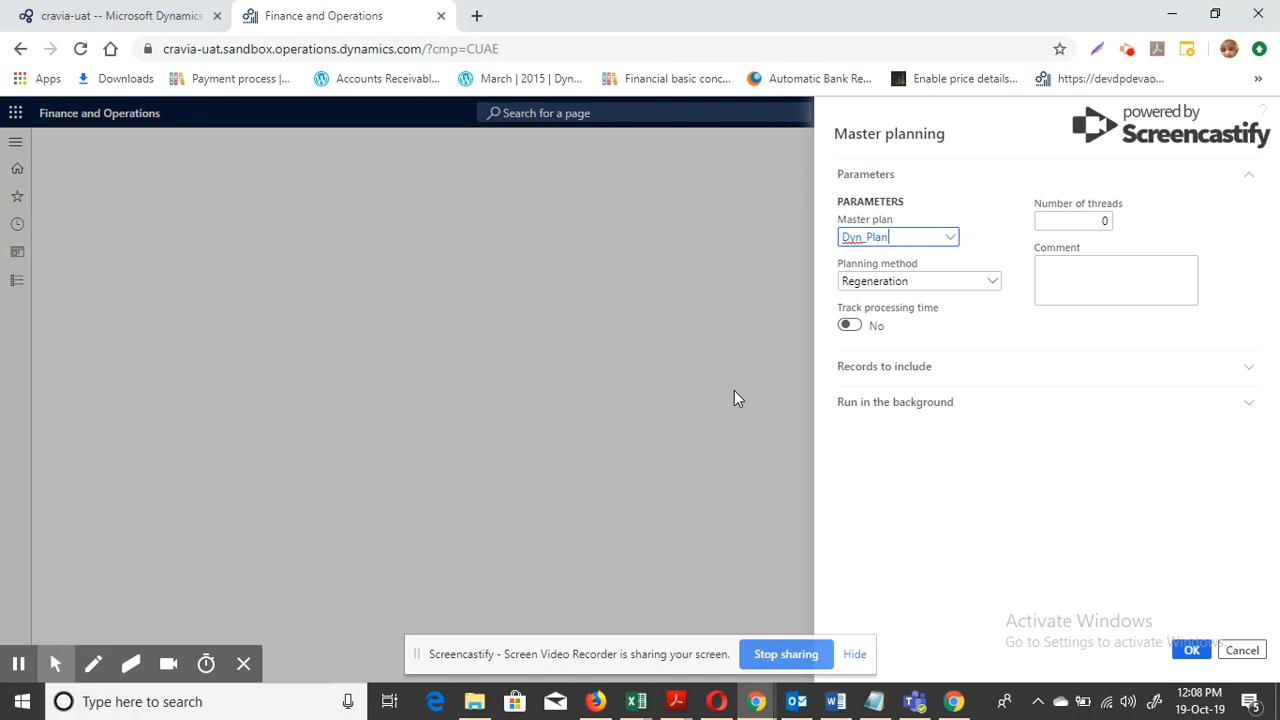 cravia-uat -- Microsoft Dynamics
Finance and Operations
cravia-uat.sandbox.operations.dynamics.com/?cmp=CUAE
Apps
Downloads
Payment process |...
Accounts Receivabl...
March | 2015 | Dyn...
Financial basic conc...
Automatic Bank Re...
Enable price details...
https://devdpdevao...
»
Finance and Operations
Search for a page
powered by
Screencastify
?
Master planning
Parameters
PARAMETERS
Master plan
Dyn_Plan
Planning method
Regeneration
Track processing time
No
Number of threads
0
Comment
Records to include
Run in the background
Activate Windows
Go to Settings to activate Windows.
OK
Cancel
Screencastify - Screen Video Recorder is sharing your screen.
Stop sharing
Hide
Type here to search
12:08 PM
19-Oct-19
5